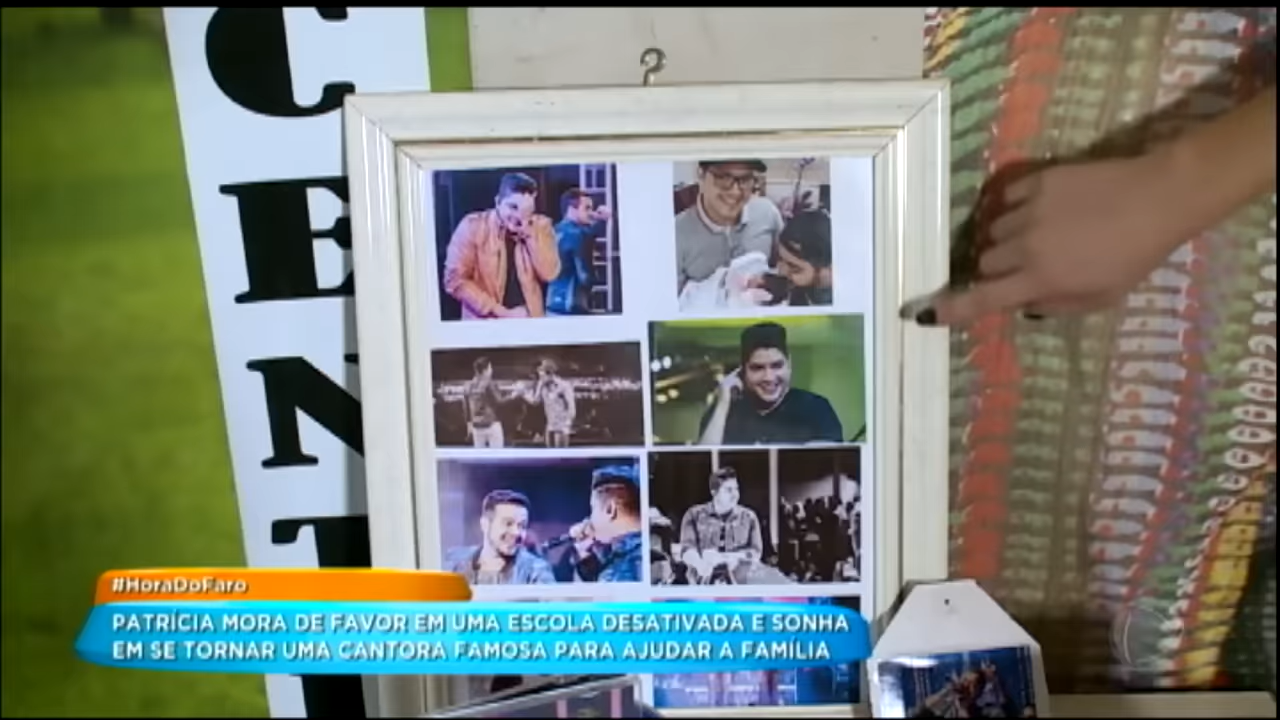 CENT
#HoraDoFaro
PATRÍCIA MORA DE FAVOR EM UMA ESCOLA DESATIVADA E SONHA
EM SE TORNAR UMA CANTORA FAMOSA PARA AJUDAR A FAMÍLIA